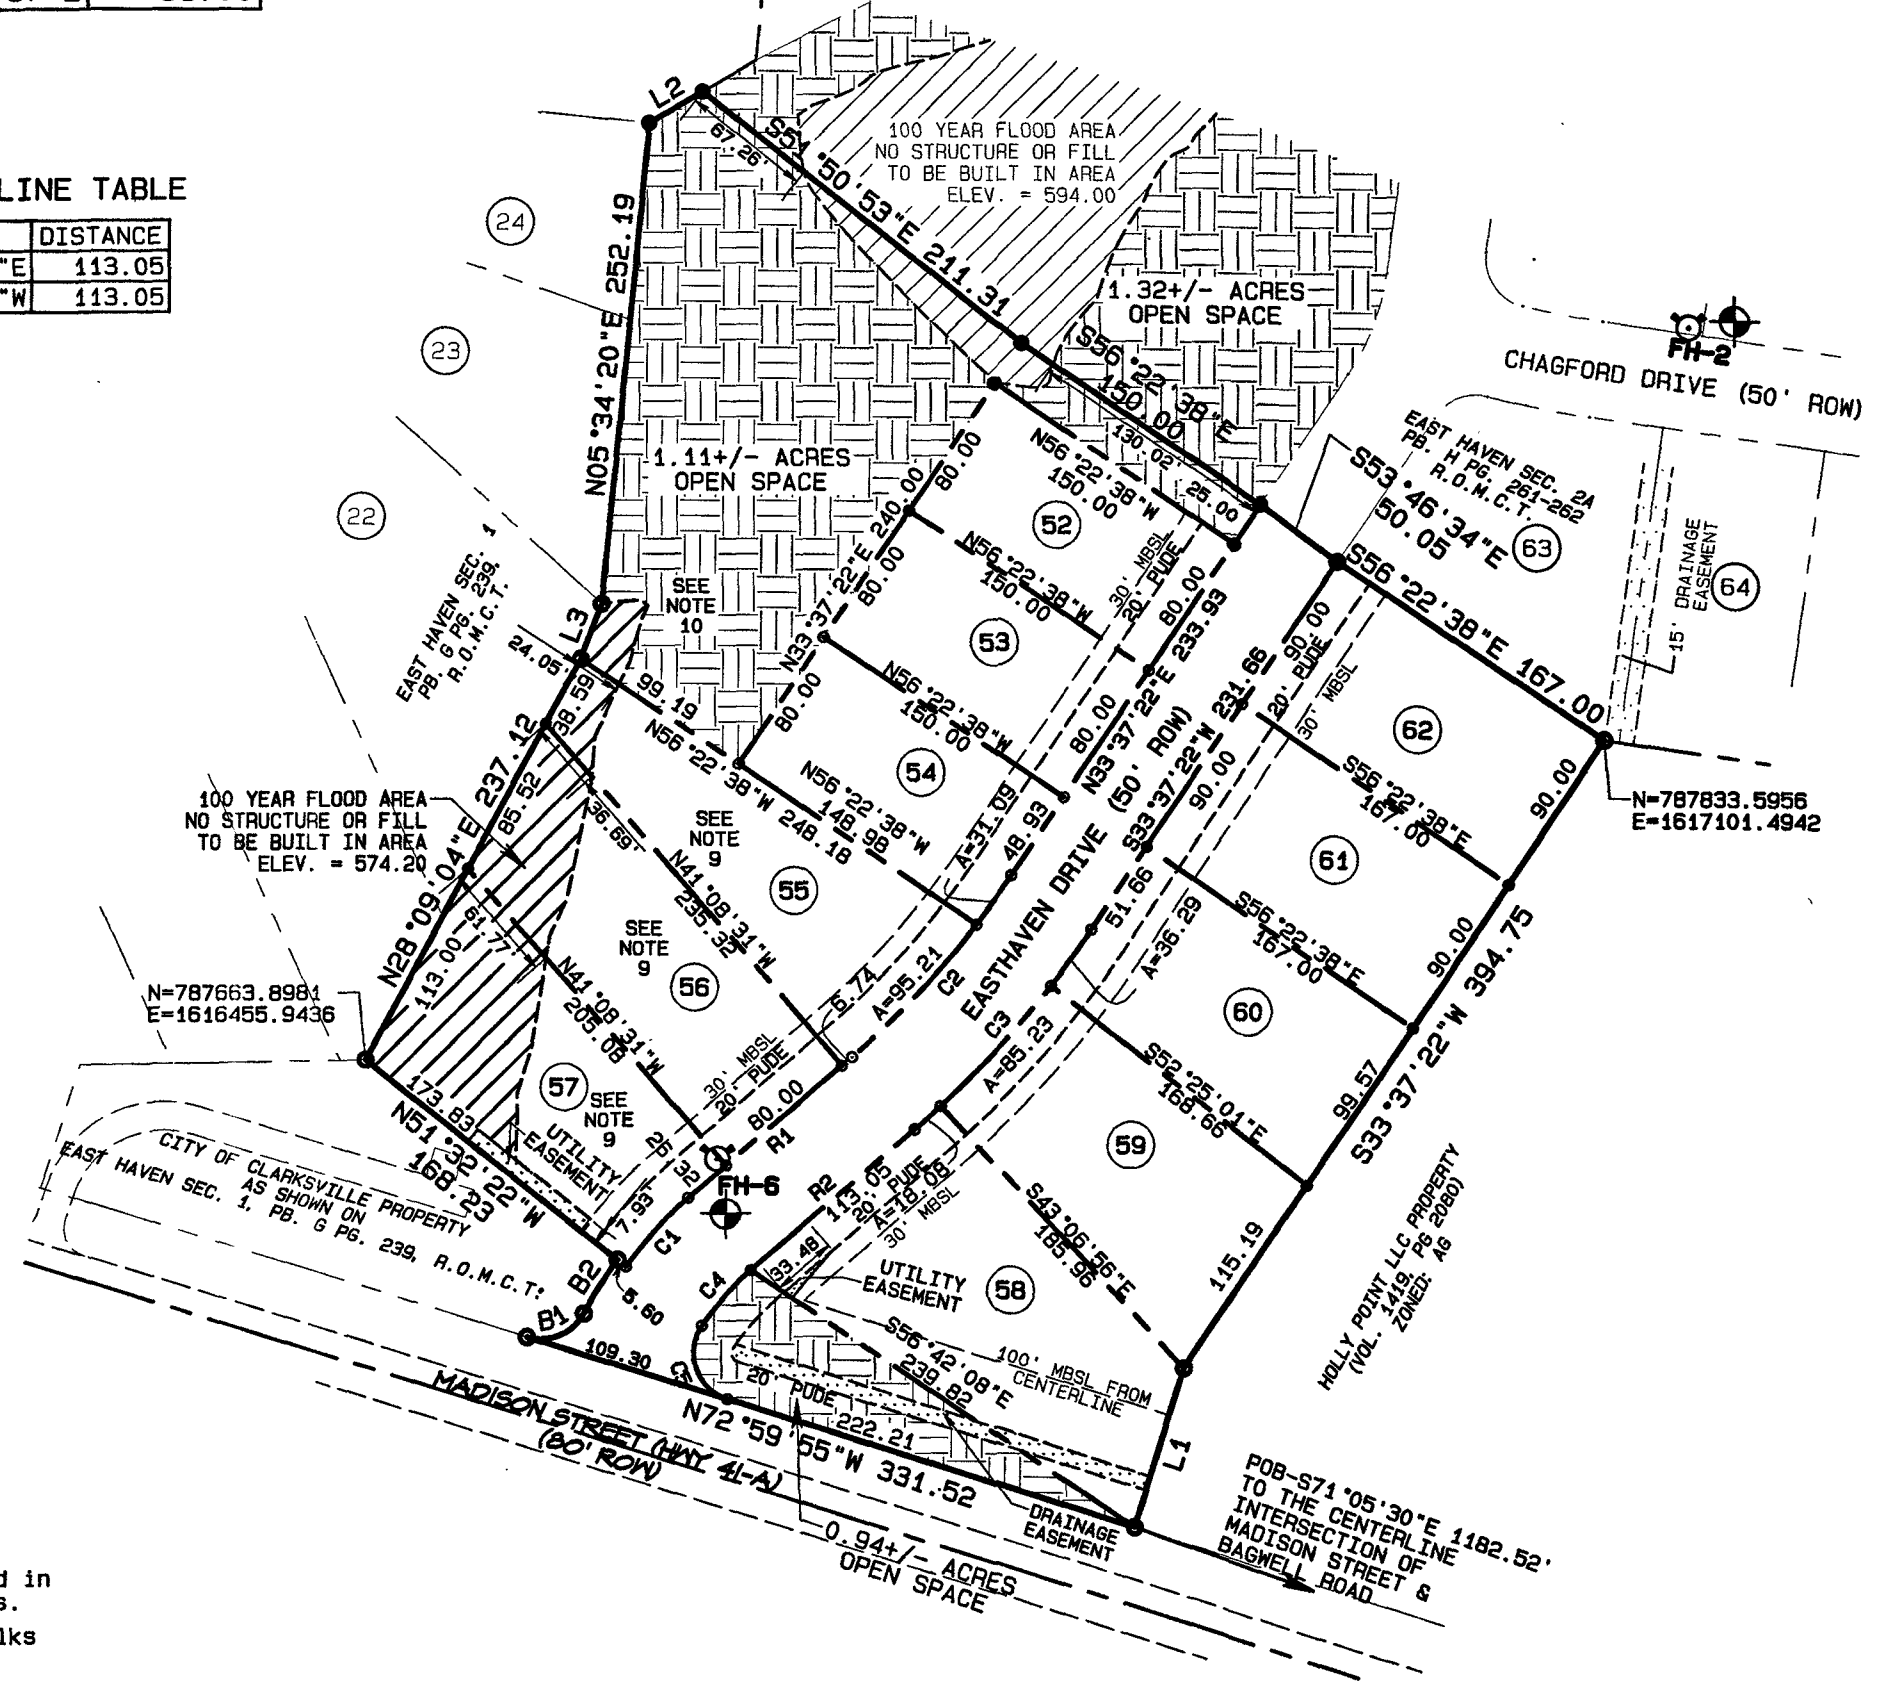 LINE TABLE
DISTANCE
"E 113.05
"W 113.05
L2
67.26'
S51°50'53"E 211.31
100 YEAR FLOOD AREA
NO STRUCTURE OR FILL
TO BE BUILT IN AREA
ELEV. = 594.00
24
23
22
N05°34'20"E 252.19
1.32+/- ACRES
OPEN SPACE
S56°22'38"E
150.00
130.02'
25.00
N56°22'38"W
150.00
FH-2
CHAGFORD DRIVE (50' ROW)
EAST HAVEN SEC. 2A
PB. H PG. 261-262
R.O.M.C.T.
S53°46'34"E
50.05
63
64
15' DRAINAGE
EASEMENT
1.11+/- ACRES
OPEN SPACE
80.00
N33°37'22"E 240.00
80.00
80.00
52
30' MBSL
20' PUDE
N56°22'38"W
150.00
80.00
N33°37'22"E 233.93
53
S56°22'38"E 167.00
90.00
20' PUDE
30' MBSL
62
EAST HAVEN SEC. 1
PB. G PG. 239,
R.O.M.C.T.
SEE
NOTE
10
L3
24.05'
99.19
38.59
N56°22'38"W 248.18
N56°22'38"W
150.00
80.00
54
N56°22'38"W
148.98
S33°37'22"W 231.66
90.00
S56°22'38"E
167.00
90.00
N=787833.5956
E=1617101.4942
100 YEAR FLOOD AREA
NO STRUCTURE OR FILL
TO BE BUILT IN AREA
ELEV. = 574.20
N28°09'04"E 237.12
85.52
36.69'
SEE
NOTE
9
55
N41°08'31"W
235.32
A=31.09
48.93
EASTHAVEN DRIVE (50' ROW)
51.66
61
S56°22'38"E
167.00
90.00
S33°37'22"W 394.75
61.77'
113.00
SEE
NOTE
9
56
N41°08'31"W
205.08
6.74
A=95.21
C2
C3
A=85.23
A=36.29
60
S52°25'01"E
168.66
99.57
N=787663.8981
E=1616455.9436
173.83
N51°32'22"W
168.23
57
SEE
NOTE
9
UTILITY
EASEMENT
30' MBSL
20' PUDE
26.32
80.00
R1
FH-6
7.93'
C1
CITY OF CLARKSVILLE PROPERTY
AS SHOWN ON
EAST HAVEN SEC. 1, PB. G PG. 239, R.O.M.C.T.
R2
113.05
20' PUDE
A=18.08
30' MBSL
59
S43°06'56"E
185.96
115.19
HOLLY POINT LLC PROPERTY
(VOL. 1419, PG 2080)
ZONED: AG
B2
B1
5.60
109.30
C4
33.48
C5
UTILITY
EASEMENT
58
S56°42'08"E
239.82
100' MBSL FROM
CENTERLINE
20' PUDE
222.21
N72°59'55"W 331.52
MADISON STREET (HWY 41-A)
(80' ROW)
L1
DRAINAGE
EASEMENT
0.94+/- ACRES
OPEN SPACE
POB-S71°05'30"E 1182.52'
TO THE CENTERLINE
INTERSECTION OF
MADISON STREET &
BAGWELL ROAD
d in
s.
lks